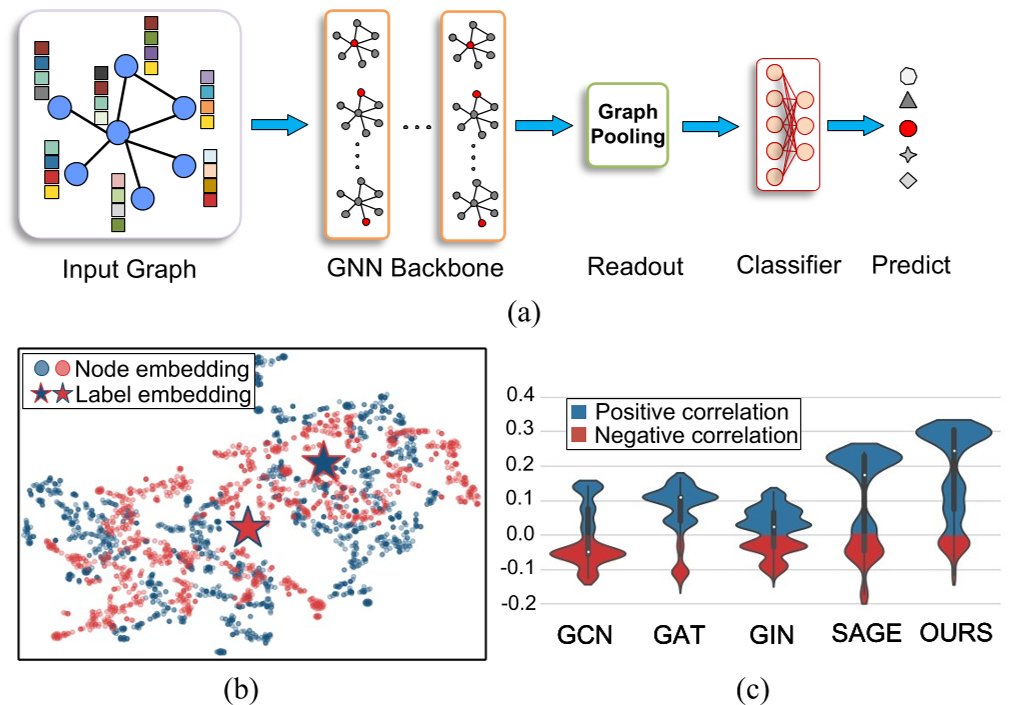 Graph
Pooling
Input Graph
GNN Backbone
Readout
Classifier
Predict
(a)
Node embedding
Label embedding
(b)
0.4
0.3
0.2
0.1
0.0
-0.1
-0.2
Positive correlation
Negative correlation
GCN
GAT
GIN
SAGE
OURS
(c)